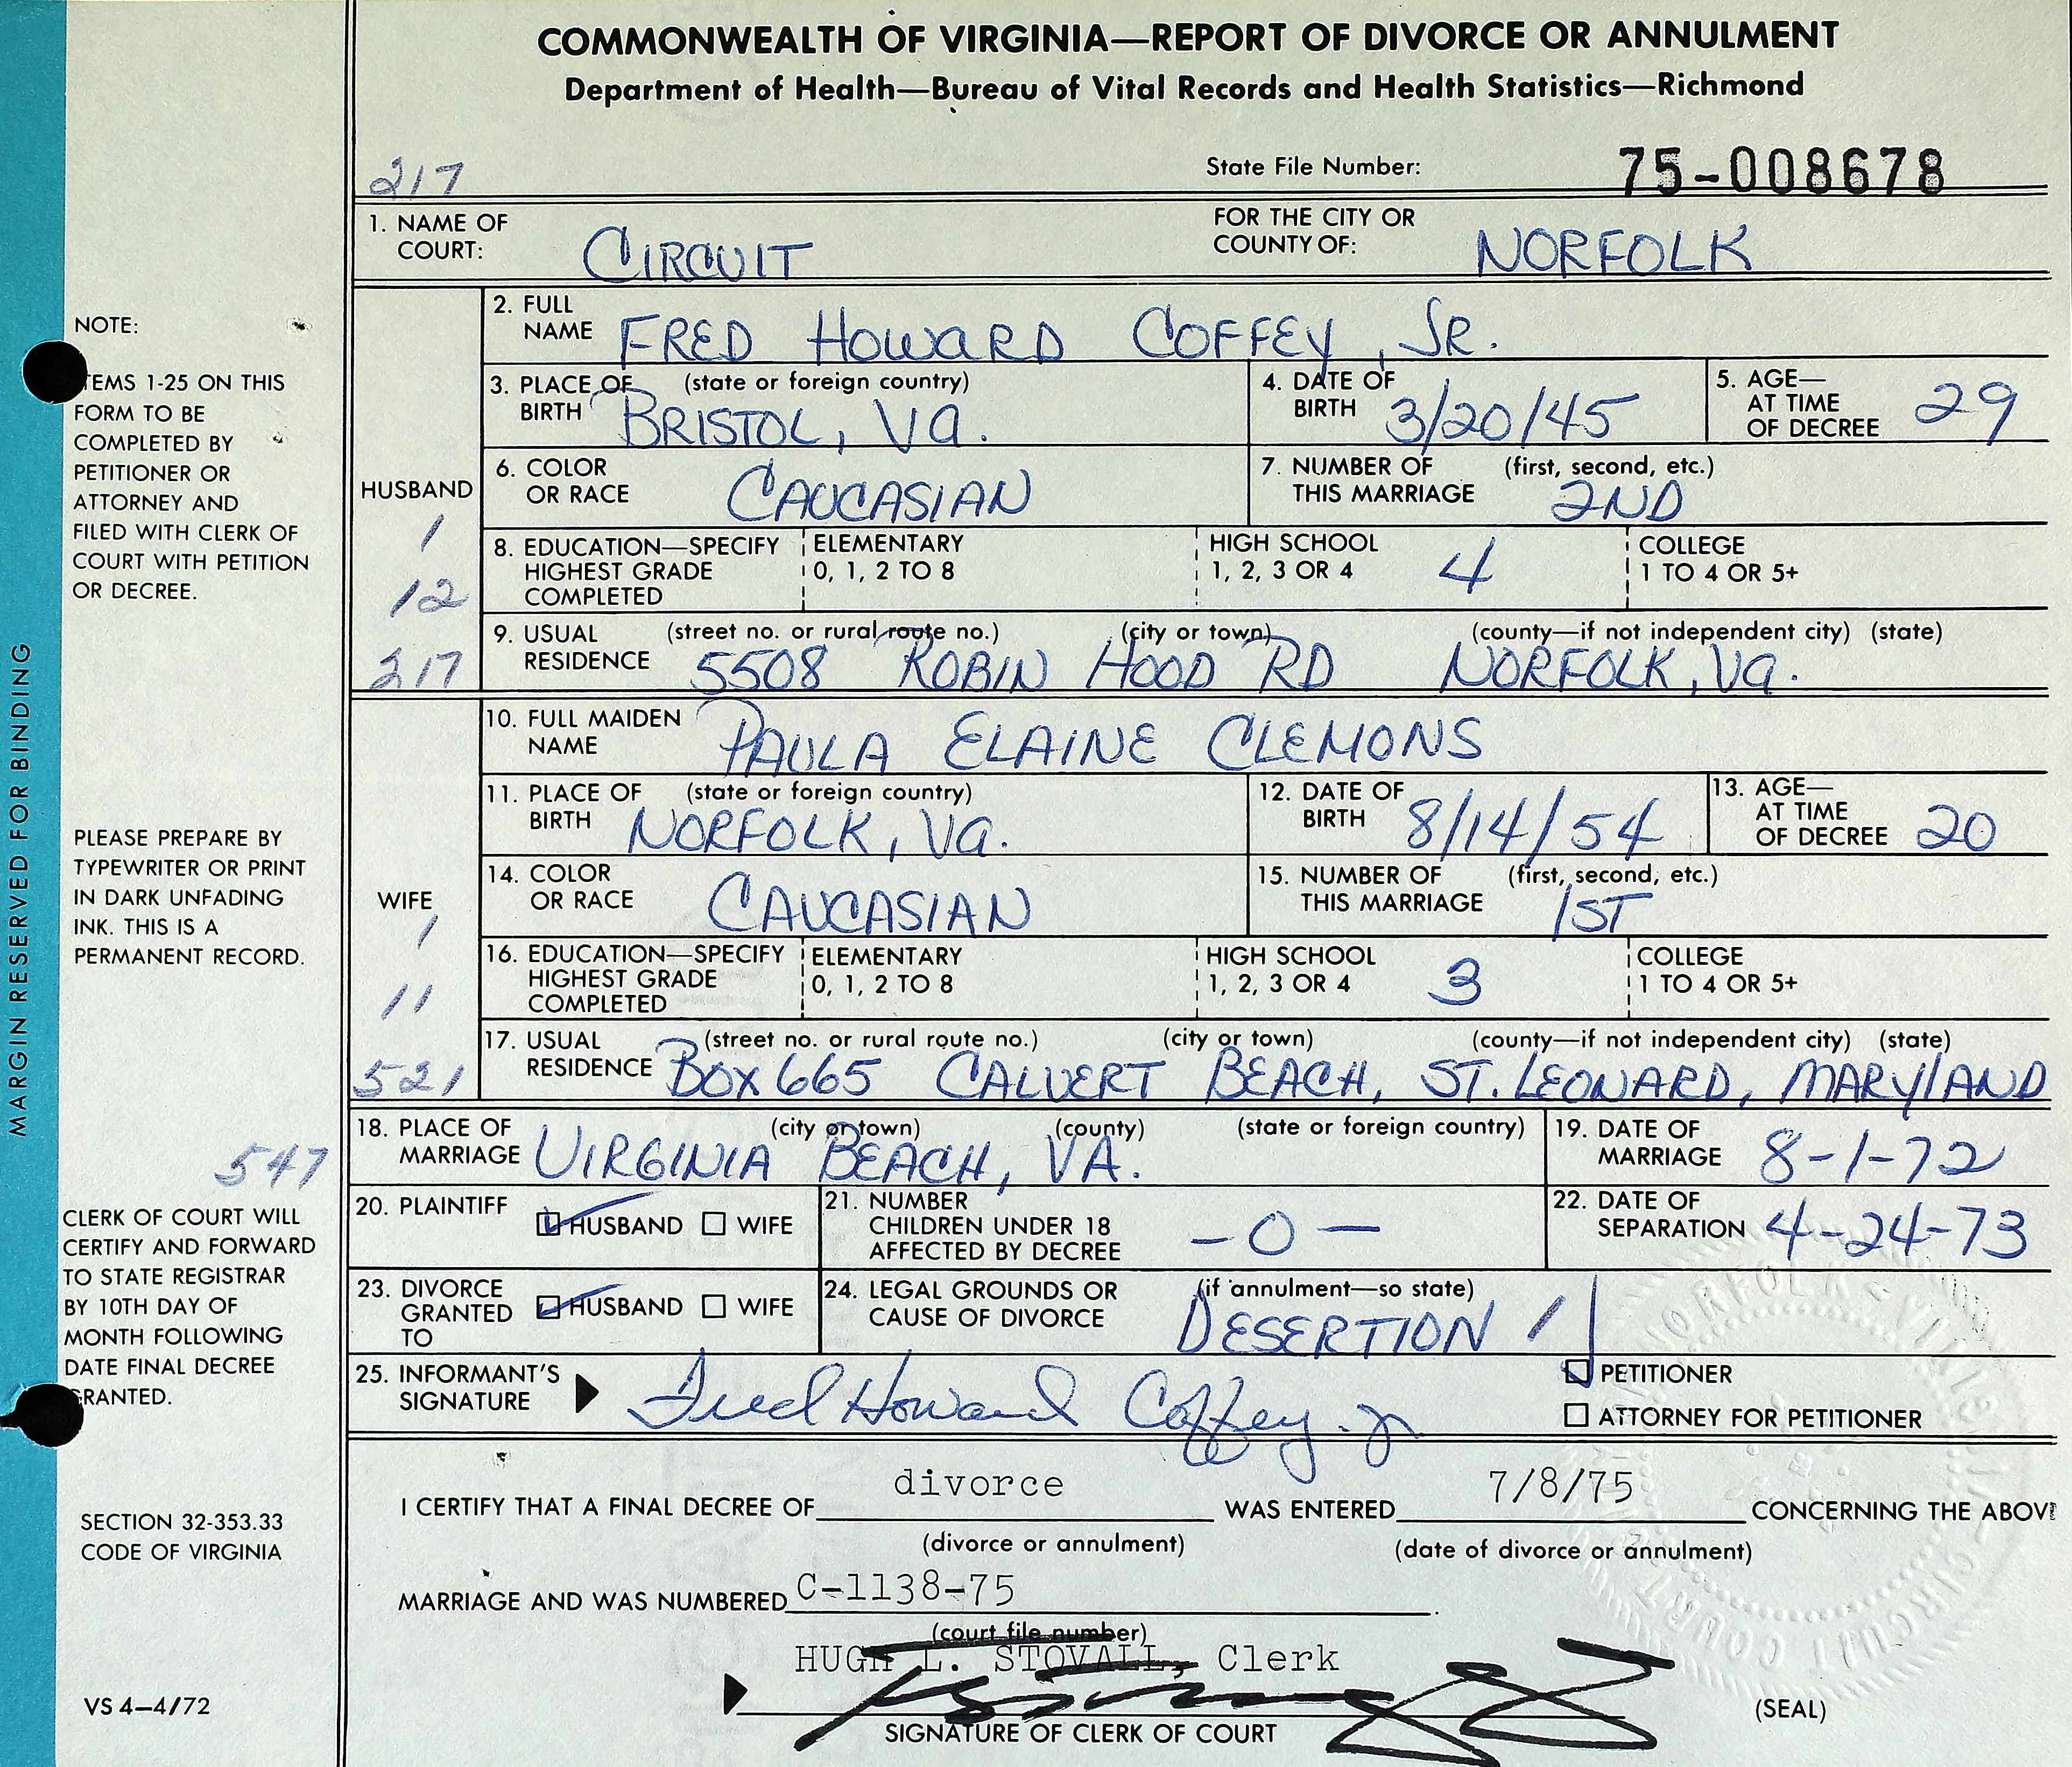 COMMONWEALTH OF VIRGINIA—REPORT OF DIVORCE OR ANNULMENT
Department of Health—Bureau of Vital Records and Health Statistics—Richmond
217
State File Number: 75-008678
1. NAME OF COURT: CIRCUIT FOR THE CITY OR COUNTY OF: NORFOLK
HUSBAND
1
12
217
2. FULL NAME FRED HOWARD COFFEY, JR.
3. PLACE OF BIRTH (state or foreign country) BRISTOL, VA. 4. DATE OF BIRTH 3/20/45 5. AGE—AT TIME OF DECREE 29
6. COLOR OR RACE CAUCASIAN 7. NUMBER OF THIS MARRIAGE (first, second, etc.) 2ND
8. EDUCATION—SPECIFY HIGHEST GRADE COMPLETED ELEMENTARY 0, 1, 2 TO 8 HIGH SCHOOL 1, 2, 3 OR 4 4 COLLEGE 1 TO 4 OR 5+
9. USUAL RESIDENCE (street no. or rural route no.) (city or town) (county—if not independent city) (state)
5508 ROBIN HOOD RD NORFOLK, VA.
WIFE
1
11
521
10. FULL MAIDEN NAME PAULA ELAINE CLEMONS
11. PLACE OF BIRTH (state or foreign country) NORFOLK, VA. 12. DATE OF BIRTH 8/14/54 13. AGE—AT TIME OF DECREE 20
14. COLOR OR RACE CAUCASIAN 15. NUMBER OF THIS MARRIAGE (first, second, etc.) 1ST
16. EDUCATION—SPECIFY HIGHEST GRADE COMPLETED ELEMENTARY 0, 1, 2 TO 8 HIGH SCHOOL 1, 2, 3 OR 4 3 COLLEGE 1 TO 4 OR 5+
17. USUAL RESIDENCE (street no. or rural route no.) (city or town) (county—if not independent city) (state)
BOX 665 CALVERT BEACH, ST. LEONARD, MARYLAND
18. PLACE OF MARRIAGE (city or town) (county) (state or foreign country) VIRGINIA BEACH, VA. 19. DATE OF MARRIAGE 8-1-72
20. PLAINTIFF HUSBAND WIFE 21. NUMBER CHILDREN UNDER 18 AFFECTED BY DECREE -0- 22. DATE OF SEPARATION 4-24-73
23. DIVORCE GRANTED TO HUSBAND WIFE 24. LEGAL GROUNDS OR CAUSE OF DIVORCE (if annulment—so state) DESERTION 1
25. INFORMANT'S SIGNATURE Fred Howard Coffey Jr PETITIONER
ATTORNEY FOR PETITIONER
I CERTIFY THAT A FINAL DECREE OF divorce WAS ENTERED 7/8/75 CONCERNING THE ABOVE
(divorce or annulment) (date of divorce or annulment)
MARRIAGE AND WAS NUMBERED C-1138-75.
(court file number)
HUGH L. STOVALL, Clerk
SIGNATURE OF CLERK OF COURT
(SEAL)
NORFOLK VIRGINIA CIRCUIT COURT
MARGIN RESERVED FOR BINDING
NOTE:
ITEMS 1-25 ON THIS
FORM TO BE
COMPLETED BY
PETITIONER OR
ATTORNEY AND
FILED WITH CLERK OF
COURT WITH PETITION
OR DECREE.
PLEASE PREPARE BY
TYPEWRITER OR PRINT
IN DARK UNFADING
INK. THIS IS A
PERMANENT RECORD.
547
CLERK OF COURT WILL
CERTIFY AND FORWARD
TO STATE REGISTRAR
BY 10TH DAY OF
MONTH FOLLOWING
DATE FINAL DECREE
GRANTED.
SECTION 32-353.33
CODE OF VIRGINIA
VS 4—4/72